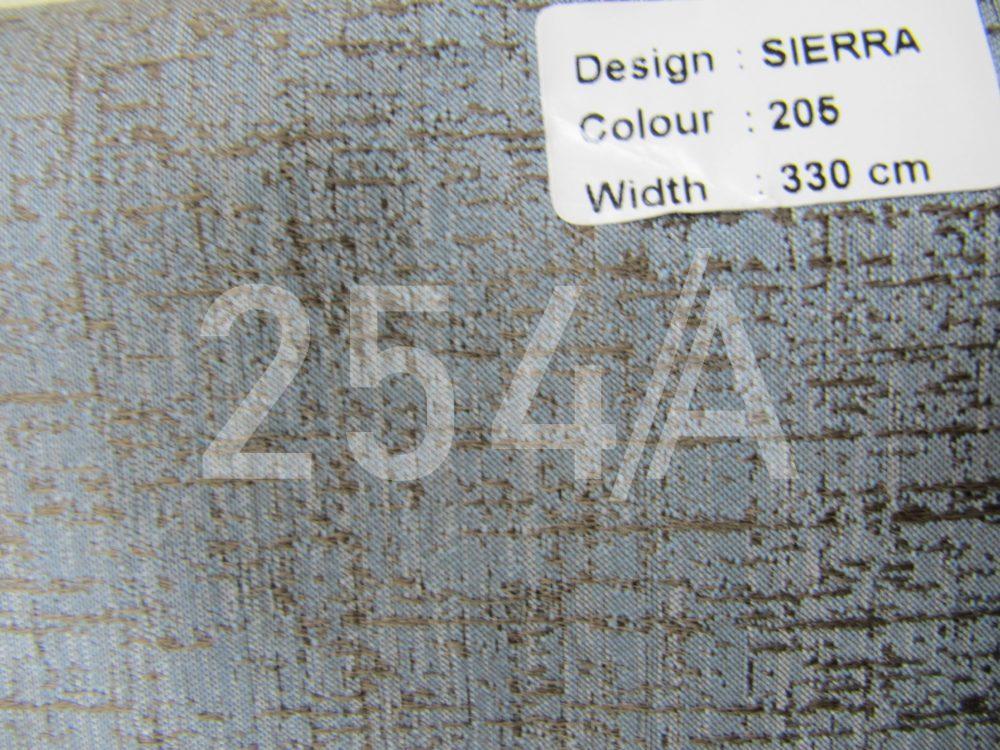 Design : SIERRA
Colour : 205
Width : 330 cm
254/A